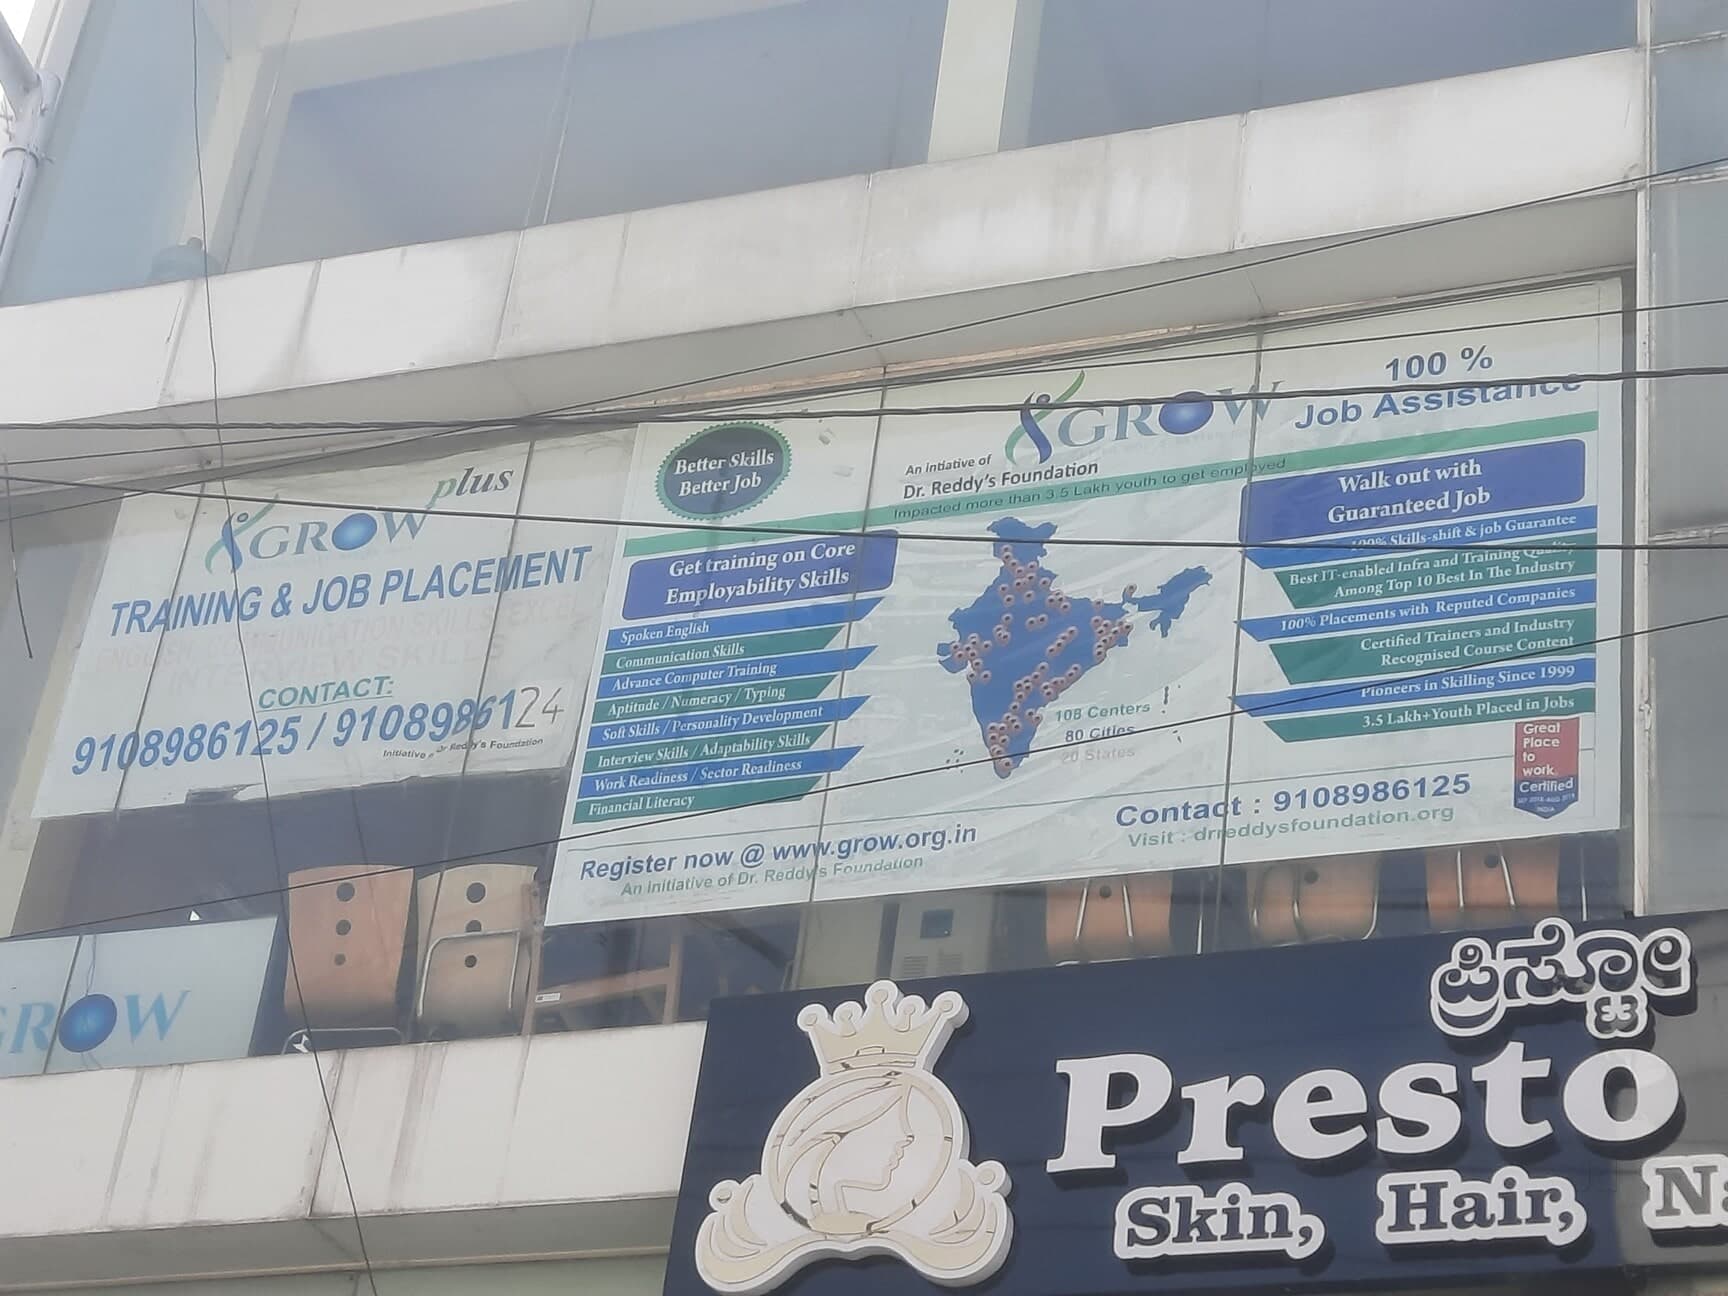 GROW plus
TRAINING & JOB PLACEMENT
ENGLISH, COMMUNICATION SKILLS, EXCEL
INTERVIEW SKILLS
CONTACT:
9108986125 / 9108986124
Initiative Dr Reddy's Foundation
Better Skills
Better Job
GROW
An intiative of
Dr. Reddy's Foundation
Impacted more than 3.5 Lakh youth to get employed
100 %
Job Assistance
Get training on Core
Employability Skills
Spoken English
Communication Skills
Advance Computer Training
Aptitude / Numeracy / Typing
Soft Skills / Personality Development
Interview Skills / Adaptability Skills
Work Readiness / Sector Readiness
Financial Literacy
108 Centers
80 Cities
20 States
Walk out with
Guaranteed Job
100% Skills-shift & job Guarantee
Best IT-enabled Infra and Training Quality
Among Top 10 Best In The Industry
100% Placements with Reputed Companies
Certified Trainers and Industry
Recognised Course Content
Pioneers in Skilling Since 1999
3.5 Lakh+Youth Placed in Jobs
Great
Place
to
work.
Certified
INDIA
Register now @ www.grow.org.in
An Initiative of Dr. Reddy's Foundation
Contact : 9108986125
Visit : drreddysfoundation.org
GROW
ಪ್ರಿಸ್ಟೋ
Presto
Skin, Hair,